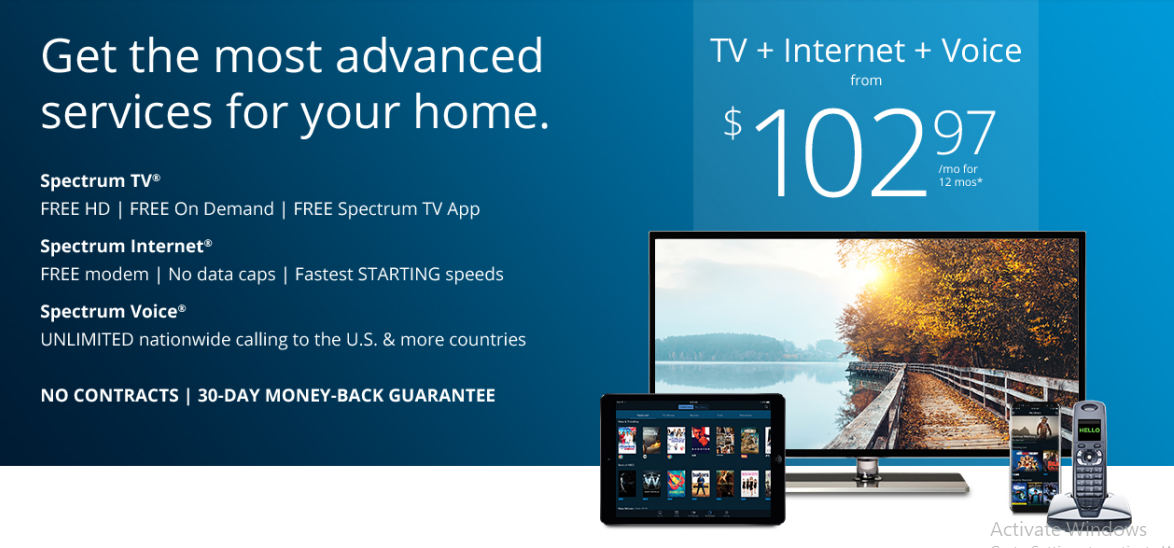 Get the most advanced
services for your home.
Spectrum TV®
FREE HD | FREE On Demand | FREE Spectrum TV App
Spectrum Internet®
FREE modem | No data caps | Fastest STARTING speeds
Spectrum Voice®
UNLIMITED nationwide calling to the U.S. & more countries
NO CONTRACTS | 30-DAY MONEY-BACK GUARANTEE
TV + Internet + Voice
from
$102 97
/mo for
12 mos*
HELLO
Activate Windows